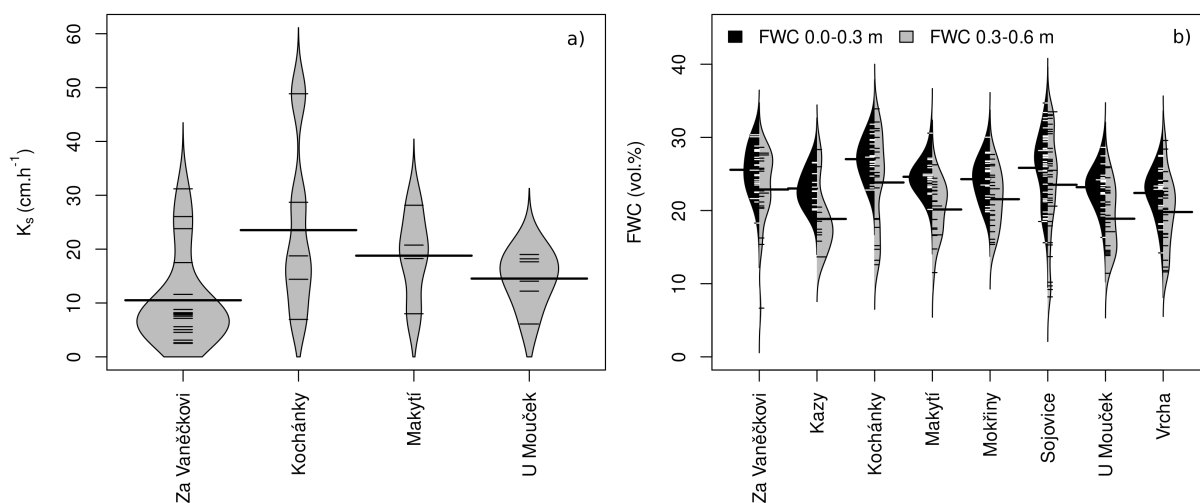 a)
K_s (cm.h^-1)
0
10
20
30
40
50
60
Za Vaněčkovi
Kochánky
Makytí
U Mouček
FWC 0.0-0.3 m
FWC 0.3-0.6 m
b)
FWC (vol.%)
0
10
20
30
40
Za Vaněčkovi
Kazy
Kochánky
Makytí
Mokřiny
Sojovice
U Mouček
Vrcha